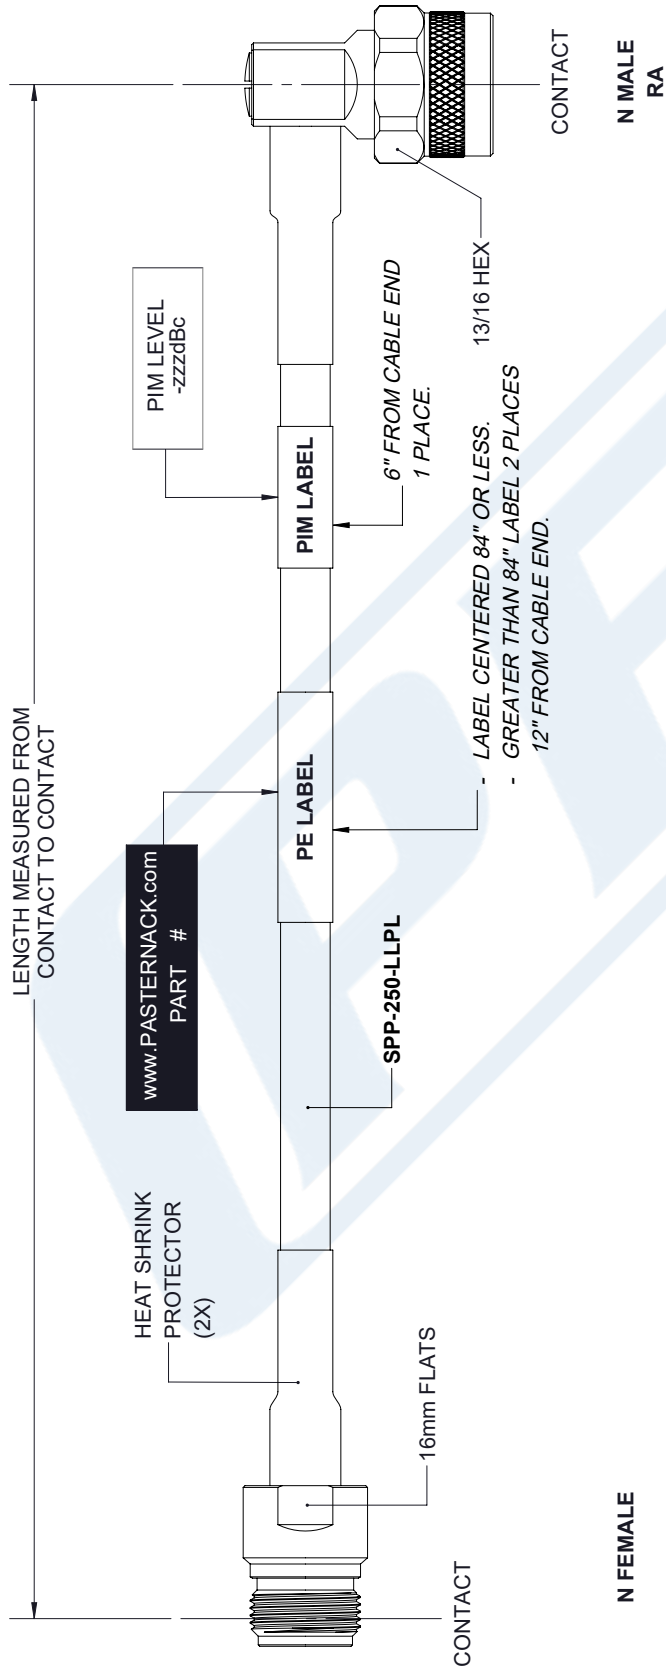 LENGTH MEASURED FROM
CONTACT TO CONTACT
HEAT SHRINK
PROTECTOR
(2X)
www.PASTERNACK.com
PART #
PIM LEVEL
-zzzdBc
PE LABEL
PIM LABEL
16mm FLATS
SPP-250-LLPL
- LABEL CENTERED 84" OR LESS.
- GREATER THAN 84" LABEL 2 PLACES
12" FROM CABLE END.
6" FROM CABLE END
1 PLACE.
13/16 HEX
CONTACT
CONTACT
N FEMALE
N MALE
RA